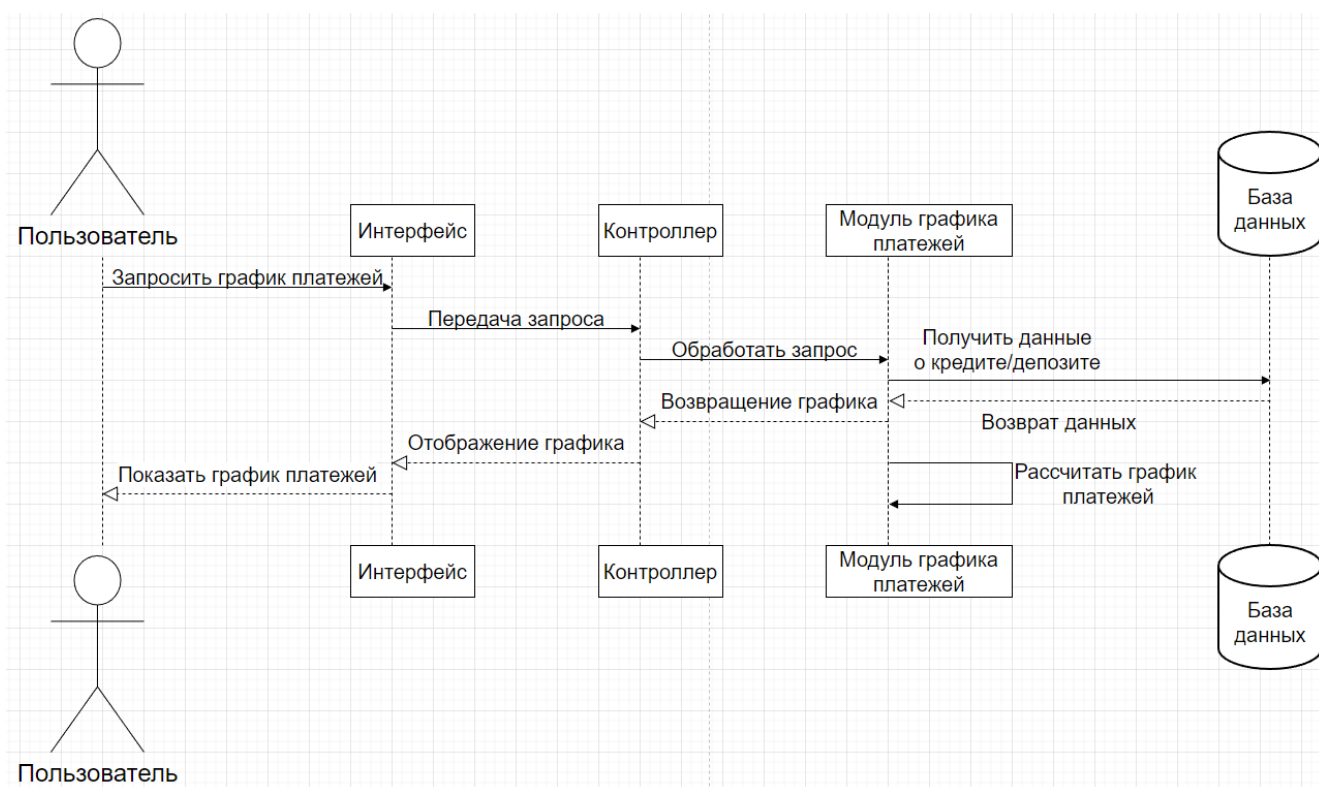 Пользователь
Интерфейс
Контроллер
Модуль графика
платежей
База
данных
Запросить график платежей
Передача запроса
Обработать запрос
Получить данные
о кредите/депозите
Возвращение графика
Возврат данных
Отображение графика
Показать график платежей
Рассчитать график
платежей
Интерфейс
Контроллер
Модуль графика
платежей
База
данных
Пользователь